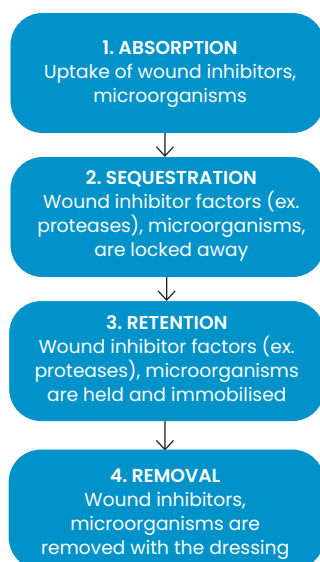 1. ABSORPTION
Uptake of wound inhibitors,
microorganisms
2. SEQUESTRATION
Wound inhibitor factors (ex.
proteases), microorganisms,
are locked away
3. RETENTION
Wound inhibitor factors (ex.
proteases), microorganisms
are held and immobilised
4. REMOVAL
Wound inhibitors,
microorganisms are
removed with the dressing